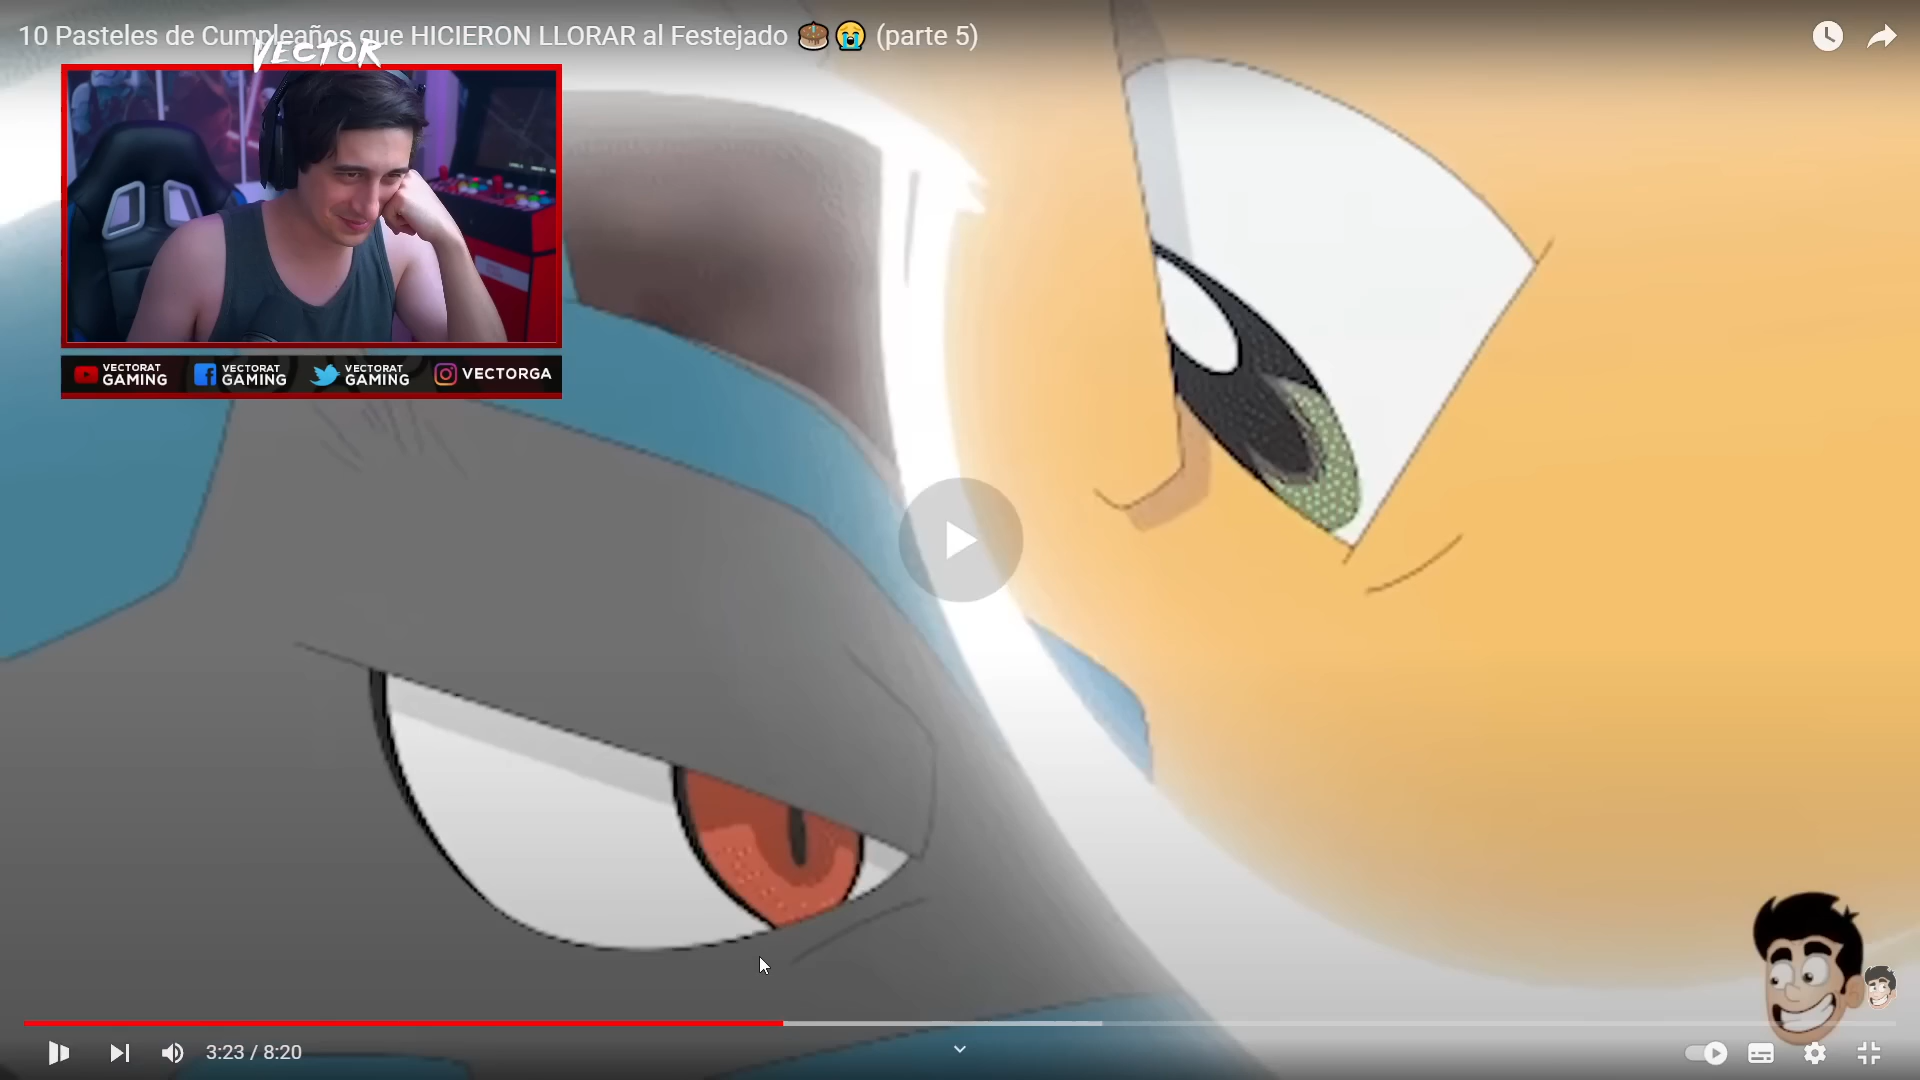 10 Pasteles de Cumpleaños que HICIERON LLORAR al Festejado 🎂😭 (parte 5)
VECTOR
VECTORAT GAMING
VECTORAT GAMING
VECTORAT GAMING
VECTORGA
3:23 / 8:20